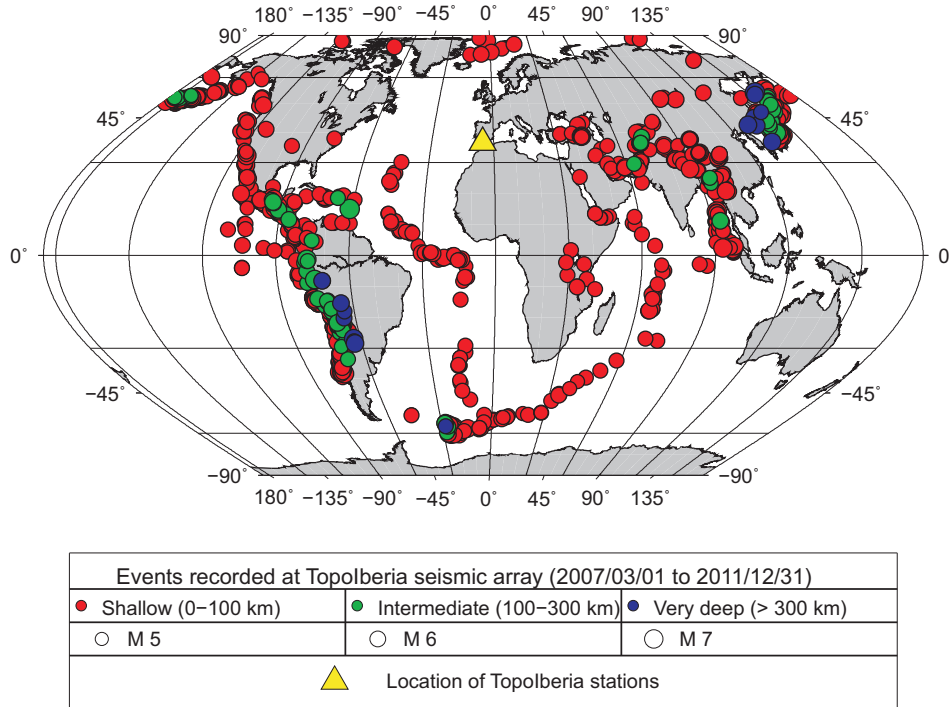 180° −135° −90° −45° 0° 45° 90° 135°
90° 90°
45° 45°
0° 0
−45° −45°
−90° −90°
180° −135° −90° −45° 0° 45° 90° 135°
Events recorded at TopoIberia seismic array (2007/03/01 to 2011/12/31)
Shallow (0−100 km) Intermediate (100−300 km) Very deep (> 300 km)
M 5 M 6 M 7
Location of TopoIberia stations